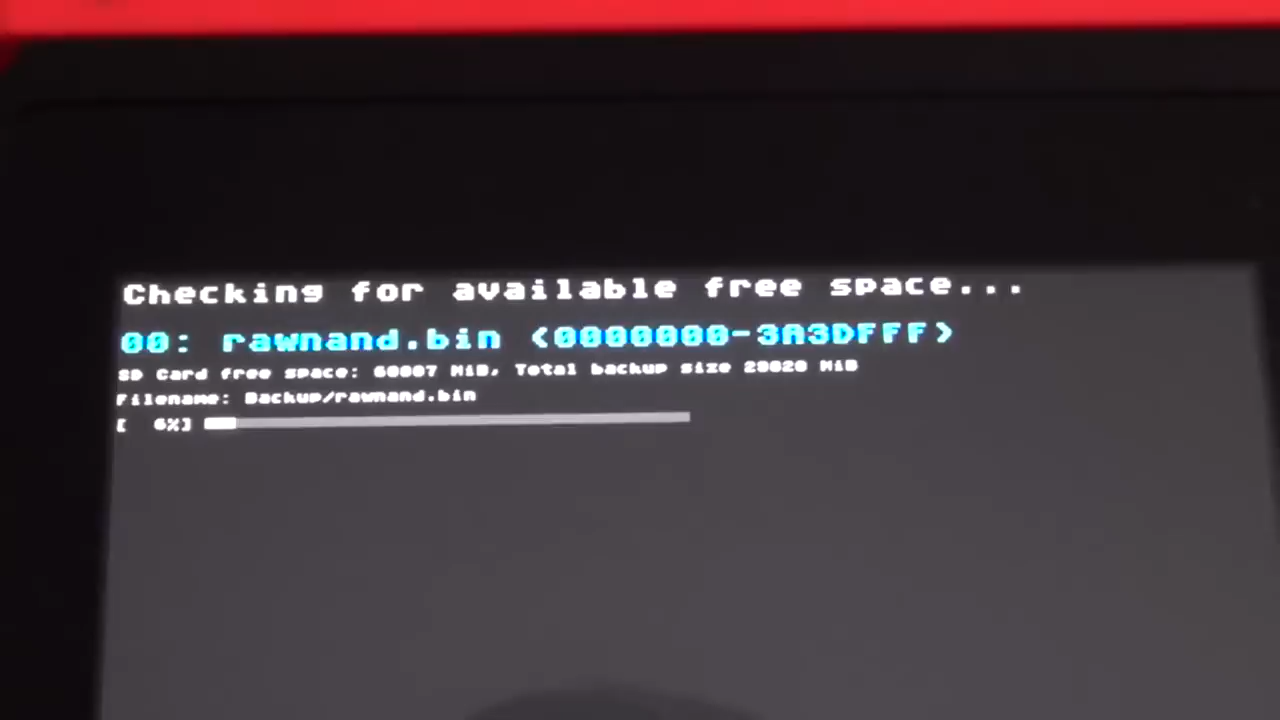 Checking for available free space...
00: rawnand.bin <0000000-3A3DFFF>
SD Card free space: 60007 MiB, Total backup size 29820 MiB
Filename: Backup/rawnand.bin
[  6%]